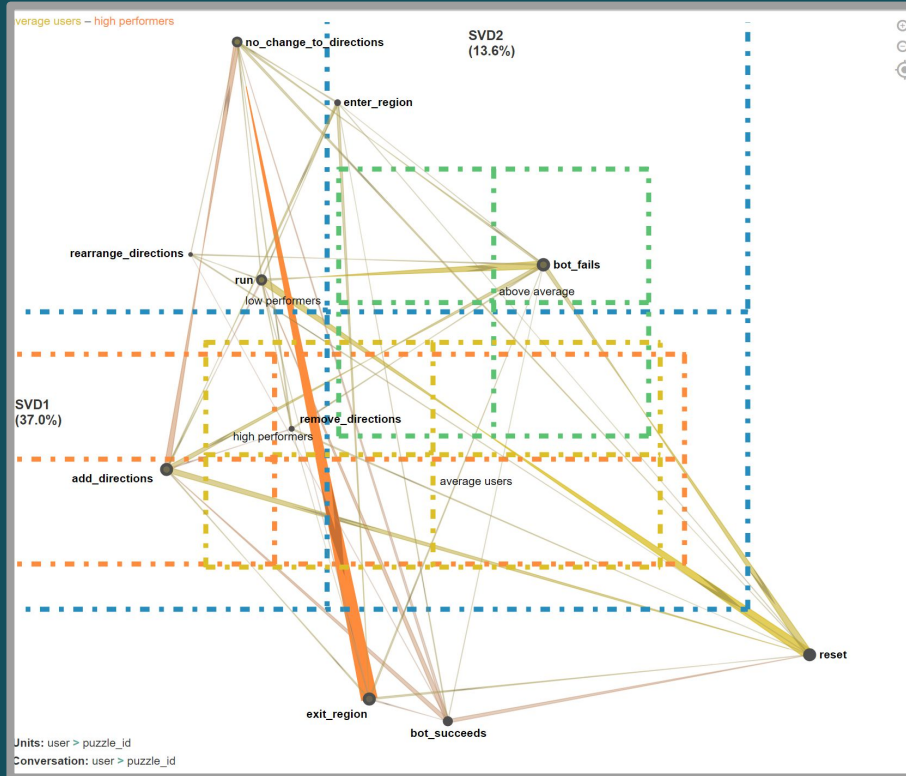 verage users – high performers
no_change_to_directions
SVD2
(13.6%)
enter_region
rearrange_directions
bot_fails
run
above average
low performers
SVD1
(37.0%)
remove_directions
high performers
add_directions
average users
reset
exit_region
bot_succeeds
Units: user > puzzle_id
Conversation: user > puzzle_id